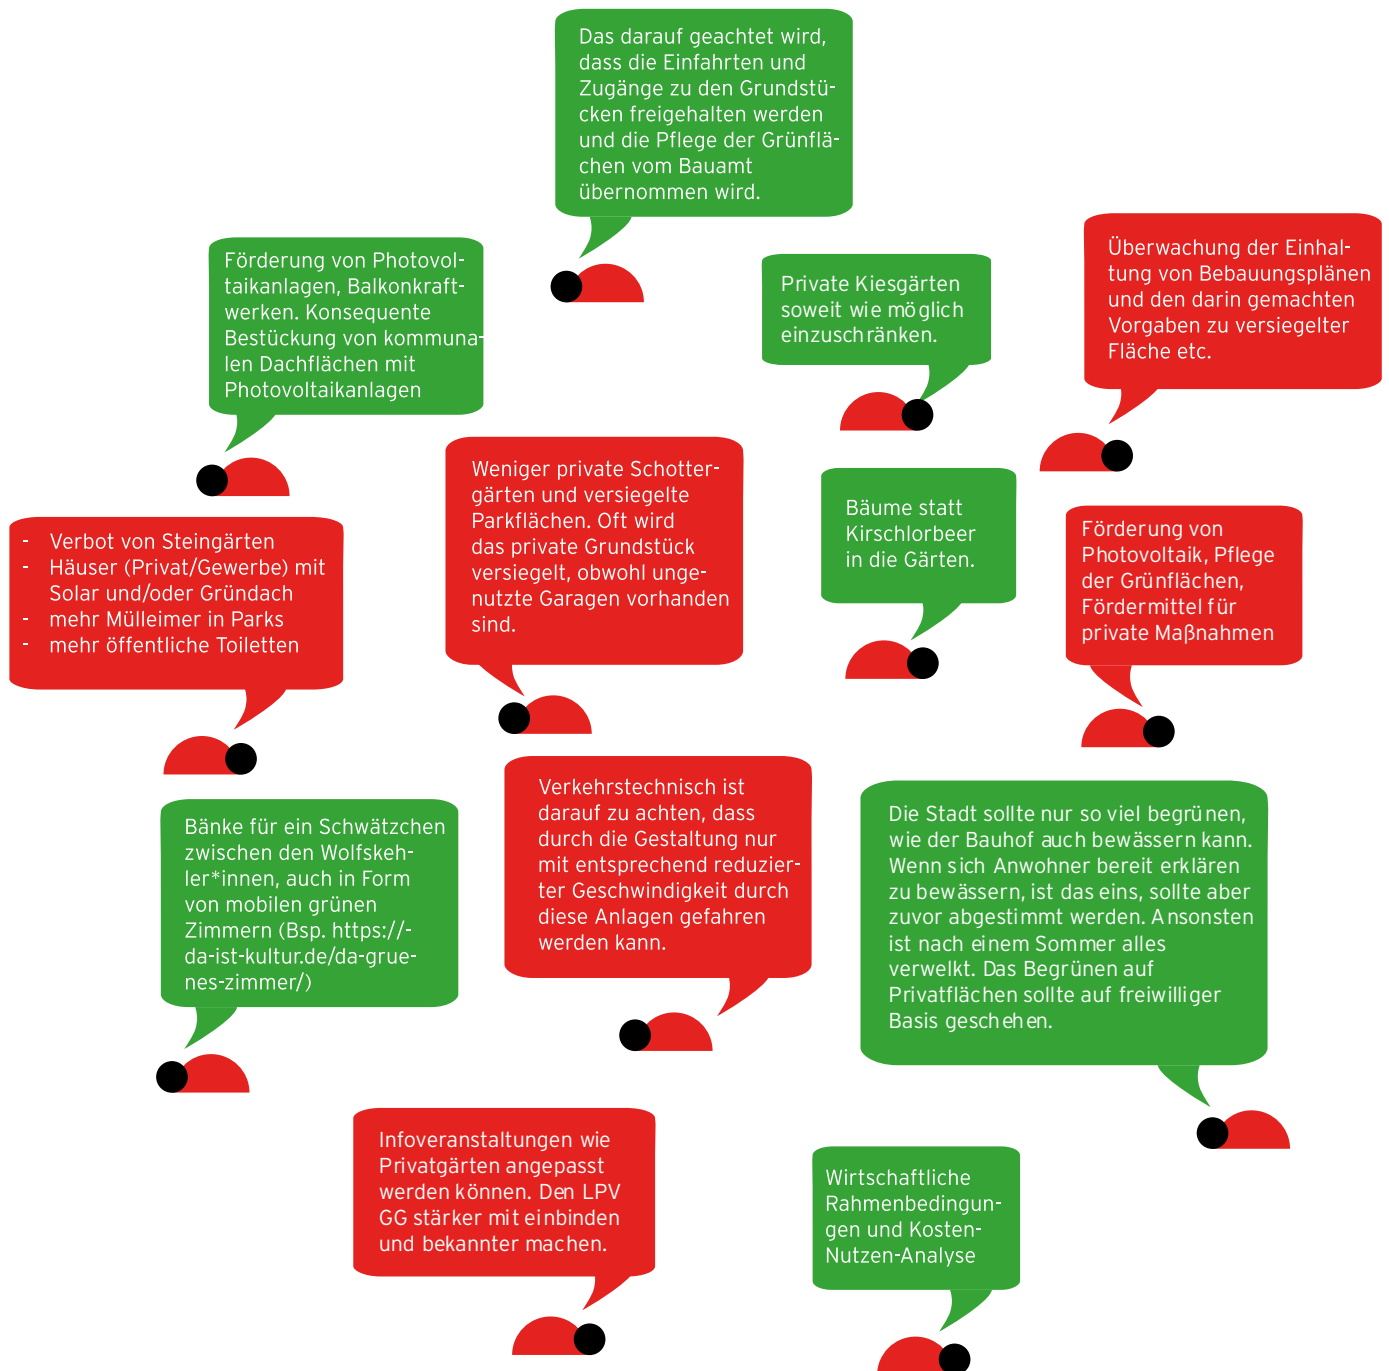 Das darauf geachtet wird,
dass die Einfahrten und
Zugänge zu den Grundstü-
cken freigehalten werden
und die Pflege der Grünflä-
chen vom Bauamt
übernommen wird.
Förderung von Photovol-
taikanlagen, Balkonkraft-
werken. Konsequente
Bestückung von kommuna-
len Dachflächen mit
Photovoltaikanlagen
Private Kiesgärten
soweit wie möglich
einzuschränken.
Überwachung der Einhal-
tung von Bebauungsplänen
und den darin gemachten
Vorgaben zu versiegelter
Fläche etc.
- Verbot von Steingärten
- Häuser (Privat/Gewerbe) mit
Solar und/oder Gründach
- mehr Mülleimer in Parks
- mehr öffentliche Toiletten
Weniger private Schotter-
gärten und versiegelte
Parkflächen. Oft wird
das private Grundstück
versiegelt, obwohl unge-
nutzte Garagen vorhanden
sind.
Bäume statt
Kirschlorbeer
in die Gärten.
Förderung von
Photovoltaik, Pflege
der Grünflächen,
Fördermittel für
private Maßnahmen
Bänke für ein Schwätzchen
zwischen den Wolfskeh-
ler*innen, auch in Form
von mobilen grünen
Zimmern (Bsp. https://-
da-ist-kultur.de/da-grue-
nes-zimmer/)
Verkehrstechnisch ist
darauf zu achten, dass
durch die Gestaltung nur
mit entsprechend reduzier-
ter Geschwindigkeit durch
diese Anlagen gefahren
werden kann.
Die Stadt sollte nur so viel begrünen,
wie der Bauhof auch bewässern kann.
Wenn sich Anwohner bereit erklären
zu bewässern, ist das eins, sollte aber
zuvor abgestimmt werden. Ansonsten
ist nach einem Sommer alles
verwelkt. Das Begrünen auf
Privatflächen sollte auf freiwilliger
Basis geschehen.
Infoveranstaltungen wie
Privatgärten angepasst
werden können. Den LPV
GG stärker mit einbinden
und bekannter machen.
Wirtschaftliche
Rahmenbedingun-
gen und Kosten-
Nutzen-Analyse